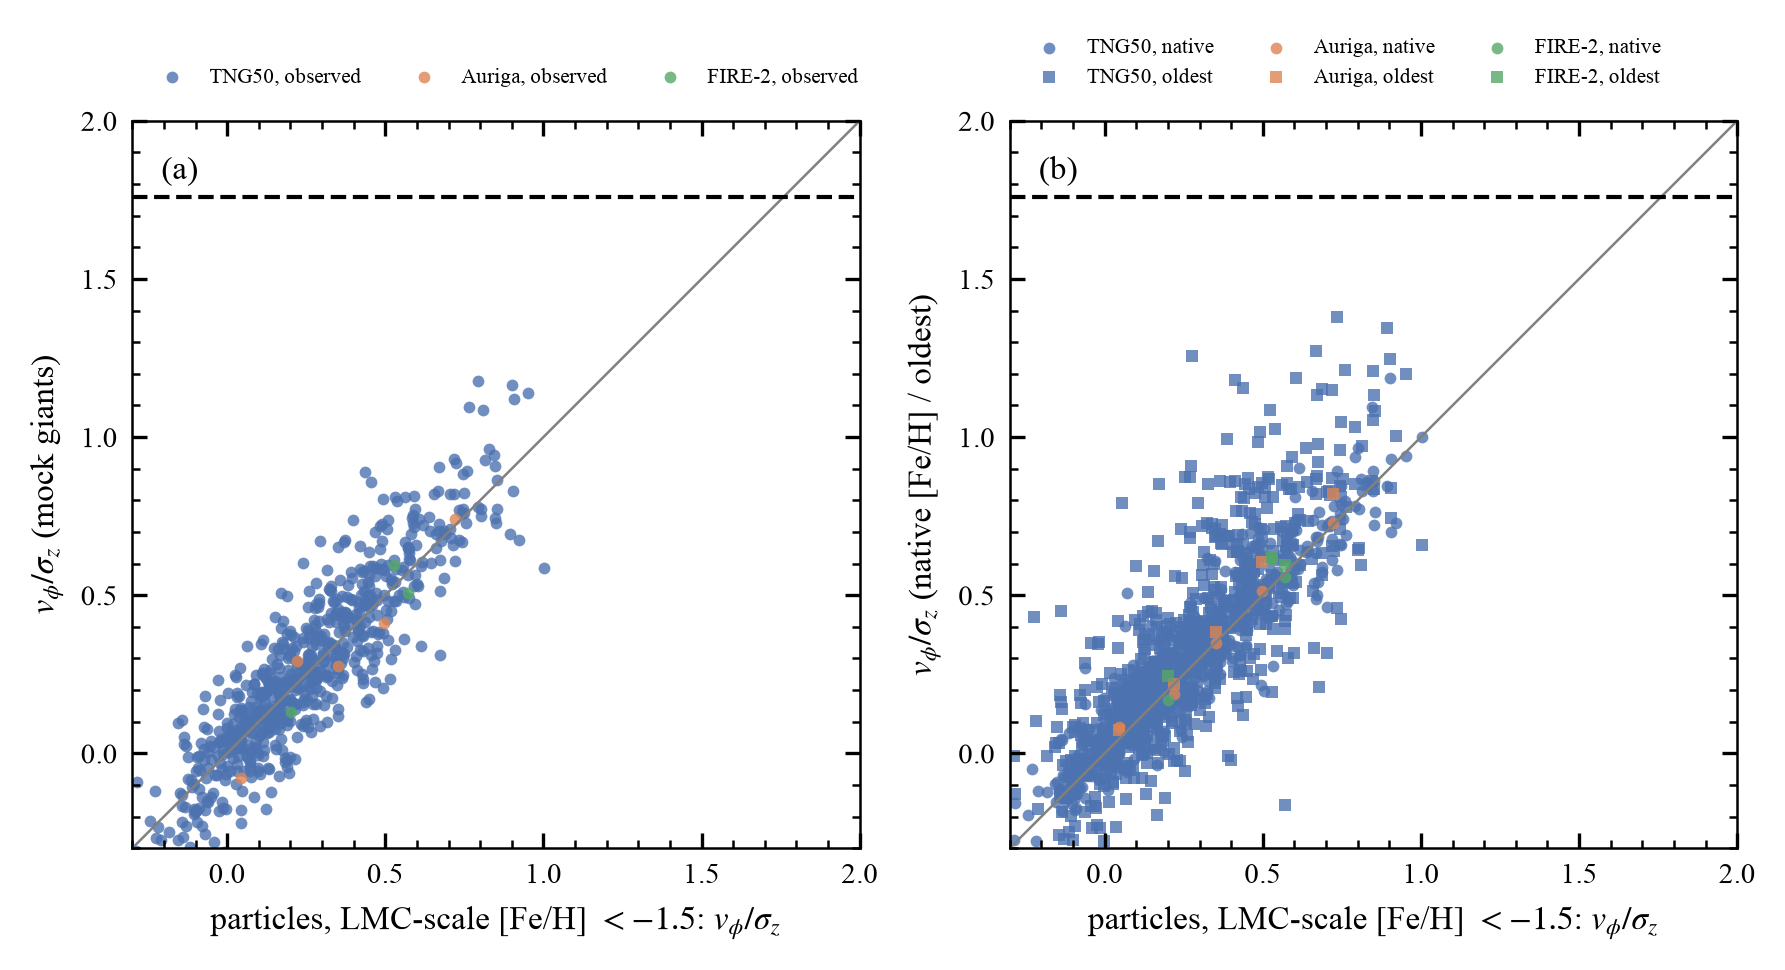 TNG50, observed Auriga, observed FIRE-2, observed
2.0
(a)
1.5
1.0
0.5
0.0
0.0 0.5 1.0 1.5 2.0
vϕ/σz (mock giants)
particles, LMC-scale [Fe/H] <−1.5: vϕ/σz
TNG50, native Auriga, native FIRE-2, native
TNG50, oldest Auriga, oldest FIRE-2, oldest
2.0
(b)
1.5
1.0
0.5
0.0
0.0 0.5 1.0 1.5 2.0
vϕ/σz (native [Fe/H] / oldest)
particles, LMC-scale [Fe/H] <−1.5: vϕ/σz